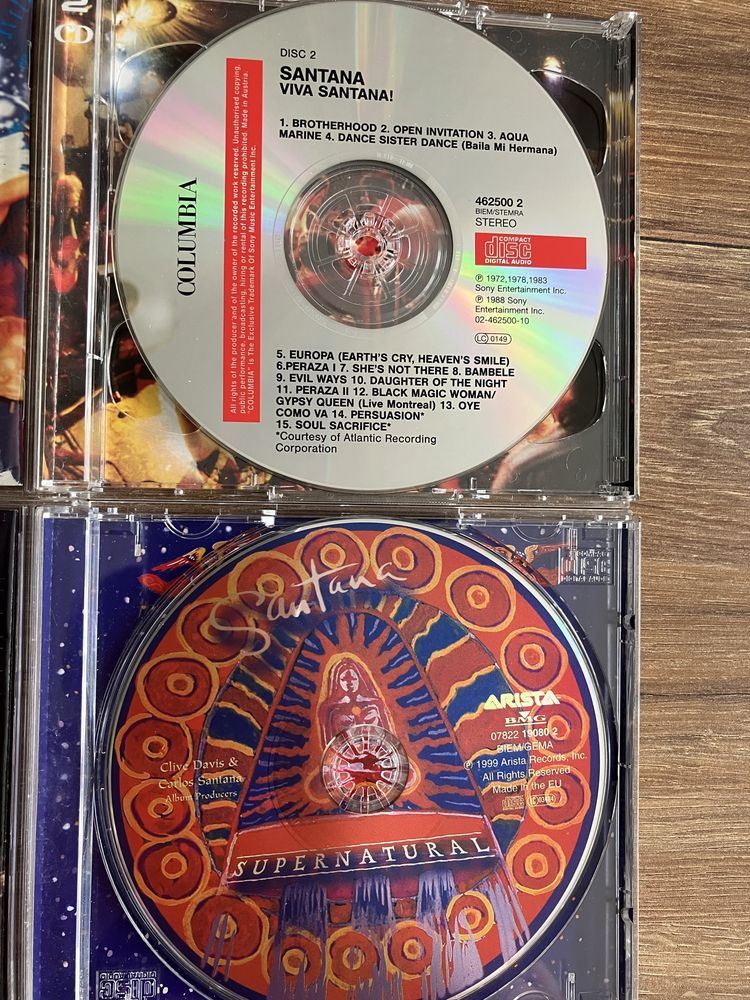 2
CD
DISC 2
SANTANA
VIVA SANTANA!
1. BROTHERHOOD 2. OPEN INVITATION 3. AQUA
MARINE 4. DANCE SISTER DANCE (Baila Mi Hermana)
COLUMBIA
All rights of the producer and of the owner of the recorded work reserved. Unauthorised copying,
public performance, broadcasting, hiring or rental of this recording prohibited. Made in Austria.
"COLUMBIA" Is The Exclusive Trademark Of Sony Music Entertainment Inc.
462500 2
BIEM/STEMRA
STEREO
COMPACT
disc
DIGITAL AUDIO
℗ 1972,1978,1983
Sony Entertainment Inc.
℗ 1988 Sony
Entertainment Inc.
02-462500-10
LC 0149
5. EUROPA (EARTH'S CRY, HEAVEN'S SMILE)
6.PERAZA I 7. SHE'S NOT THERE 8. BAMBELE
9. EVIL WAYS 10. DAUGHTER OF THE NIGHT
11. PERAZA II 12. BLACK MAGIC WOMAN/
GYPSY QUEEN (Live Montreal) 13. OYE
COMO VA 14. PERSUASION*
15. SOUL SACRIFICE*
*Courtesy of Atlantic Recording
Corporation
COMPACT
disc
DIGITAL AUDIO
Santana
ARISTA
BMG
07822 19080 2
BIEM/GEMA
℗ 1999 Arista Records, Inc.
All Rights Reserved
Made in the EU
Clive Davis &
Carlos Santana
Album Producers
SUPERNATURAL